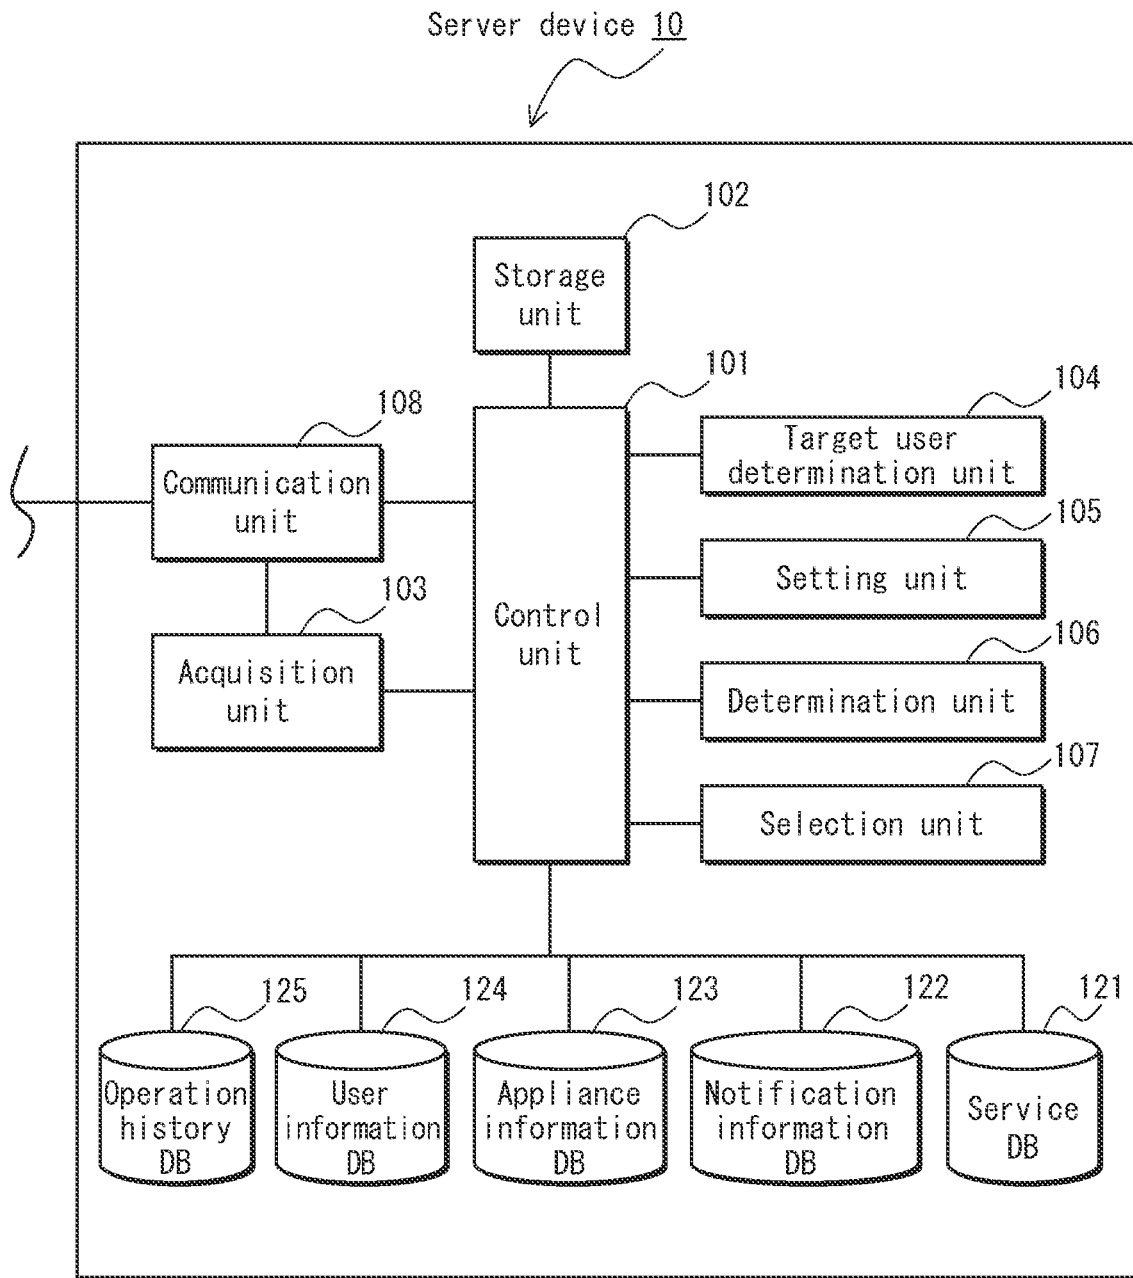 Server device 10
102
Storage
unit
101
104
108
Target user
determination unit
Communication
unit
105
Setting unit
103
Control
unit
106
Acquisition
unit
Determination unit
107
Selection unit
125
124
123
122
121
Operation
history
DB
User
information
DB
Appliance
information
DB
Notification
information
DB
Service
DB